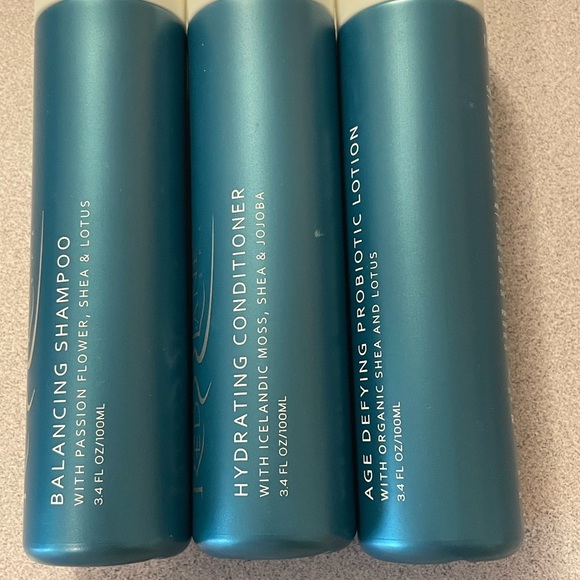 BALANCING SHAMPOO
WITH PASSION FLOWER, SHEA & LOTUS
3.4 FL OZ/100ML
HYDRATING CONDITIONER
WITH ICELANDIC MOSS, SHEA & JOJOBA
3.4 FL OZ/100ML
AGE DEFYING PROBIOTIC LOTION
WITH ORGANIC SHEA AND LOTUS
3.4 FL OZ/100ML